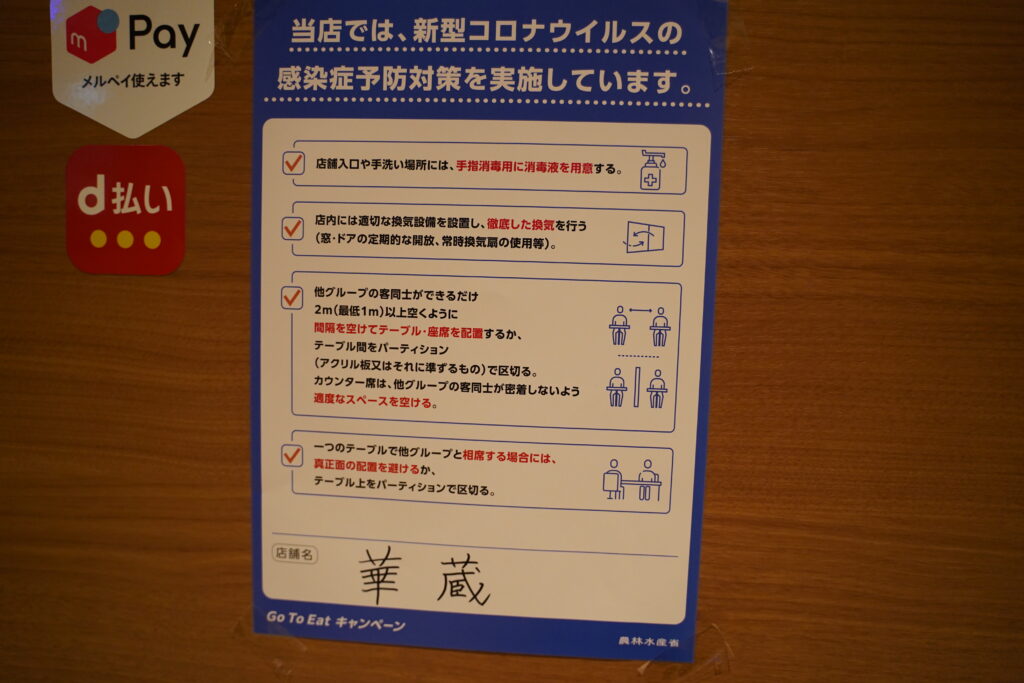 m Pay
メルペイ使えます
d払い
当店では、新型コロナウイルスの
感染症予防対策を実施しています。
店舗入口や手洗い場所には、手指消毒用に消毒液を用意する。
店内には適切な換気設備を設置し、徹底した換気を行う
（窓・ドアの定期的な開放、常時換気扇の使用等）。
他グループの客同士ができるだけ
2m（最低1m）以上空くように
間隔を空けてテーブル・座席を配置するか、
テーブル間をパーティション
（アクリル板又はそれに準ずるもの）で区切る。
カウンター席は、他グループの客同士が密着しないよう
適度なスペースを空ける。
一つのテーブルで他グループと相席する場合には、
真正面の配置を避けるか、
テーブル上をパーティションで区切る。
店舗名 華蔵
Go To Eat キャンペーン
農林水産省